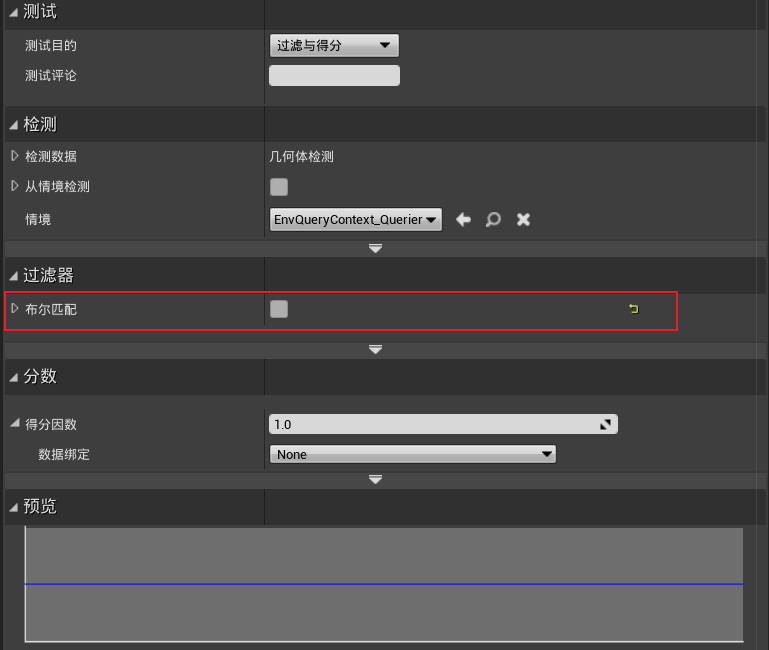 测试
测试目的 过滤与得分
测试评论
检测
检测数据 几何体检测
从情境检测
情境 EnvQueryContext_Querier
过滤器
布尔匹配
分数
得分因数 1.0
数据绑定 None
预览